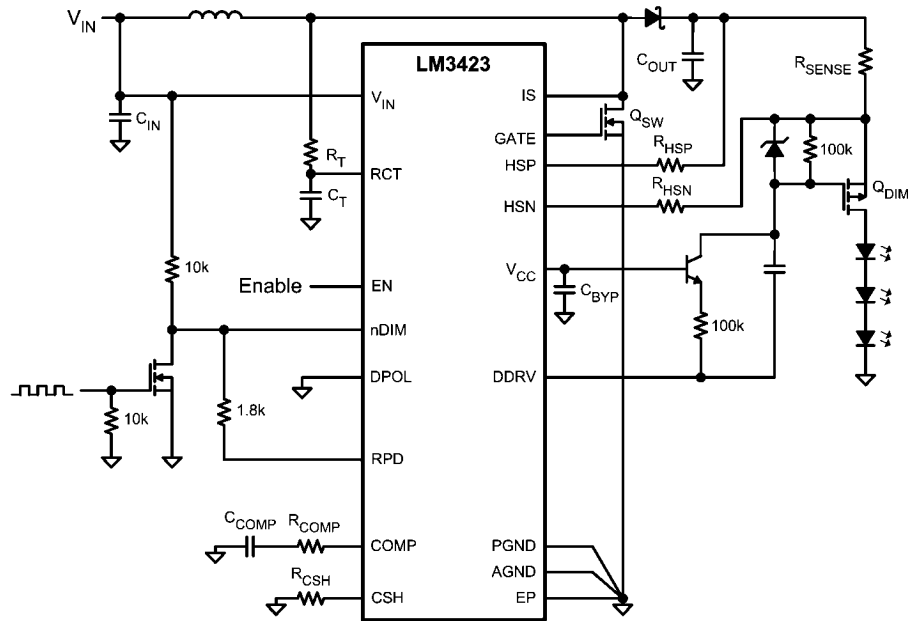 V_IN
LM3423
C_OUT
R_SENSE
V_IN
IS
C_IN
Q_SW
GATE
R_HSP
100k
R_T
HSP
RCT
R_HSN
Q_DIM
C_T
HSN
10k
V_CC
C_BYP
Enable
EN
100k
nDIM
DPOL
DDRV
10k
1.8k
RPD
C_COMP
R_COMP
COMP
PGND
AGND
R_CSH
CSH
EP